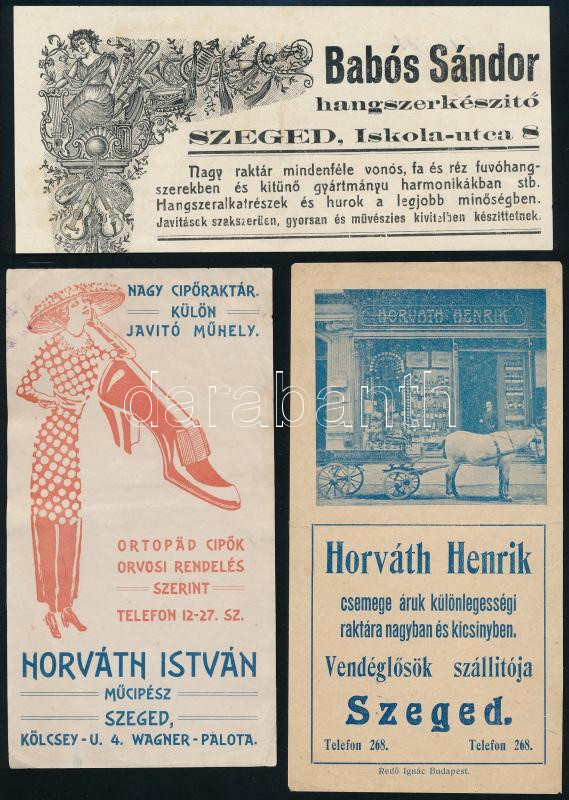 Babós Sándor
hangszerkészitő
SZEGED, Iskola-utca 8
Nagy raktár mindenféle vonós, fa és réz fuvóhang-
szerekben és kitünő gyártmányu harmonikákban stb.
Hangszeralkatrészek és hurok a legjobb minőségben.
Javitások szakszerüen, gyorsan és müvészies kivitelben készittetnek.
NAGY CIPŐRAKTÁR.
KÜLÖN
JAVITÓ MŰHELY.
ORTOPÄD CIPŐK
ORVOSI RENDELÉS
SZERINT
TELEFON 12-27. SZ.
HORVÁTH ISTVÁN
MŰCIPÉSZ
SZEGED,
KÖLCSEY - U. 4. WAGNER - PALOTA.
HORVÁTH HENRIK
Horváth Henrik
csemege áruk különlegességi
raktára nagyban és kicsinyben.
Vendéglősök szállitója
Szeged.
Telefon 268. Telefon 268.
Redő Ignác Budapest.
darabanth